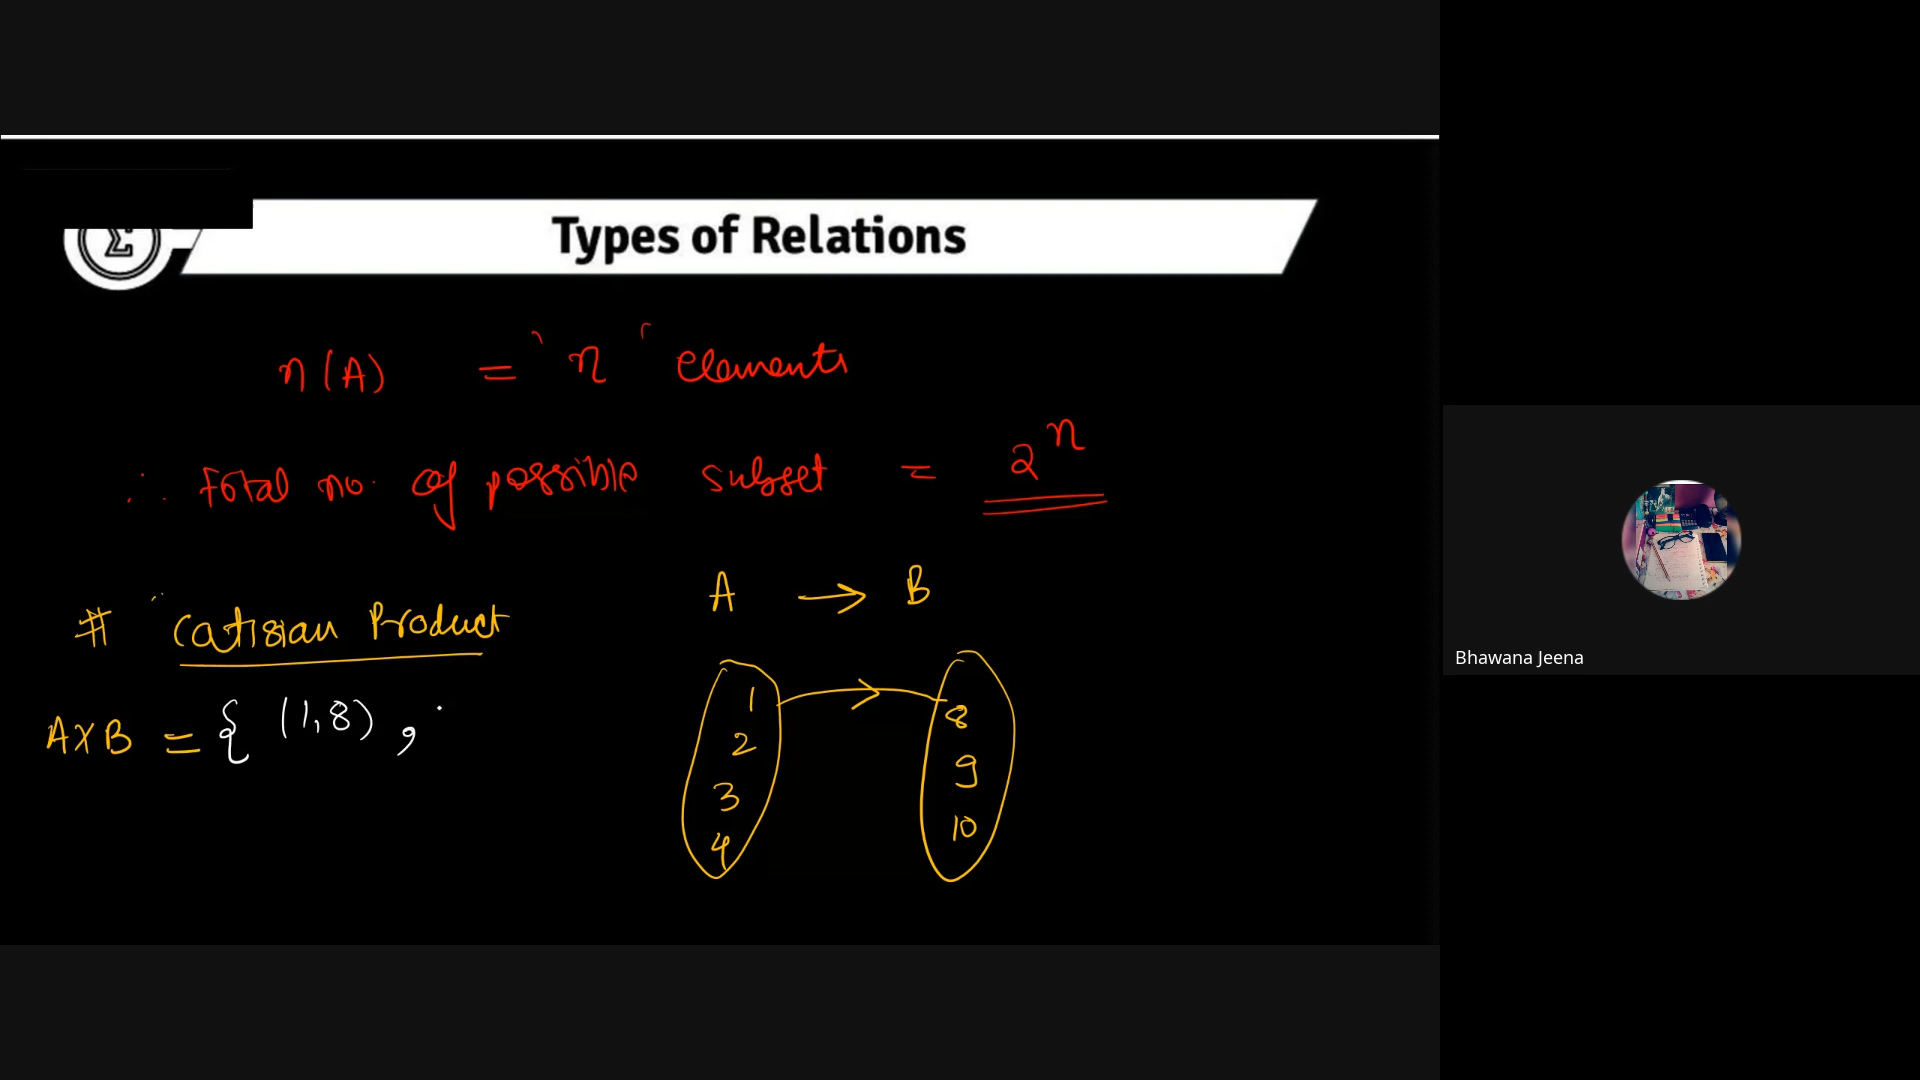 Types of Relations
n(A) = "n" elements
∴ total no. of possible subset = 2^n
# Catisian Product
A → B
A×B = { (1,8) ,
1
2
3
4
8
9
10
Bhawana Jeena